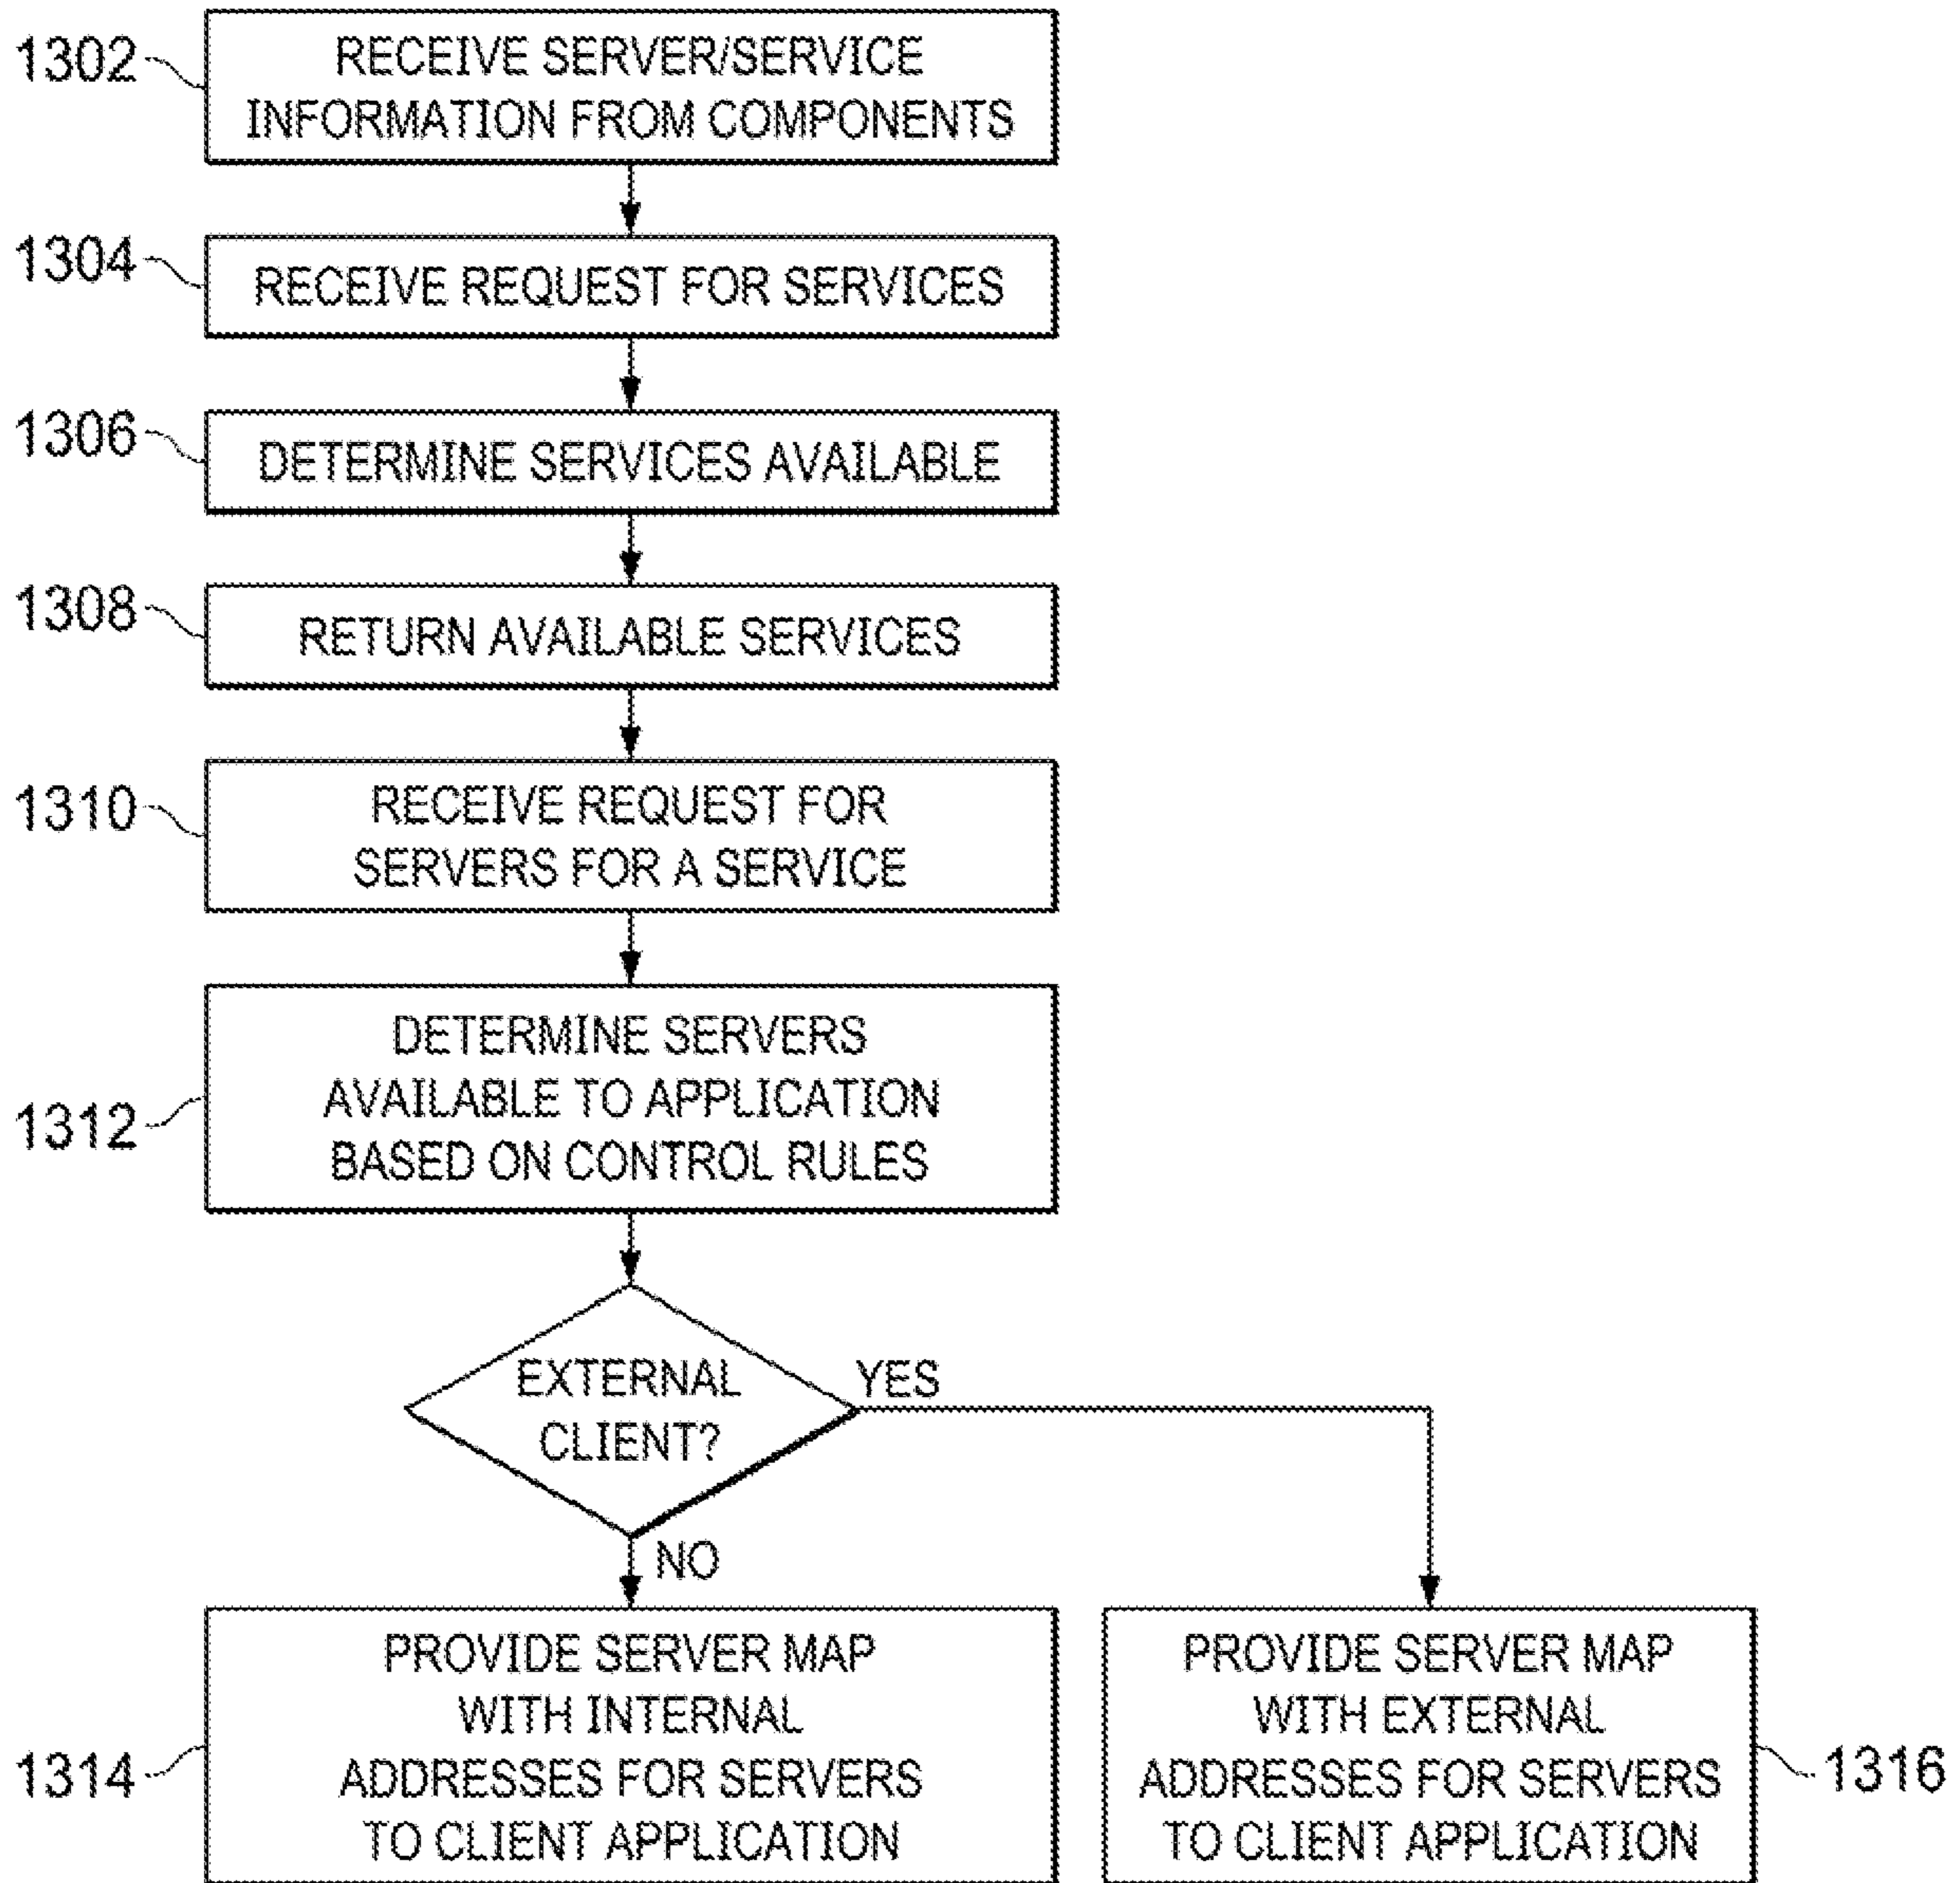 1302
RECEIVE SERVER/SERVICE
INFORMATION FROM COMPONENTS
1304
RECEIVE REQUEST FOR SERVICES
1306
DETERMINE SERVICES AVAILABLE
1308
RETURN AVAILABLE SERVICES
1310
RECEIVE REQUEST FOR
SERVERS FOR A SERVICE
1312
DETERMINE SERVERS
AVAILABLE TO APPLICATION
BASED ON CONTROL RULES
EXTERNAL
CLIENT?
YES
NO
1314
PROVIDE SERVER MAP
WITH INTERNAL
ADDRESSES FOR SERVERS
TO CLIENT APPLICATION
PROVIDE SERVER MAP
WITH EXTERNAL
ADDRESSES FOR SERVERS
TO CLIENT APPLICATION
1316